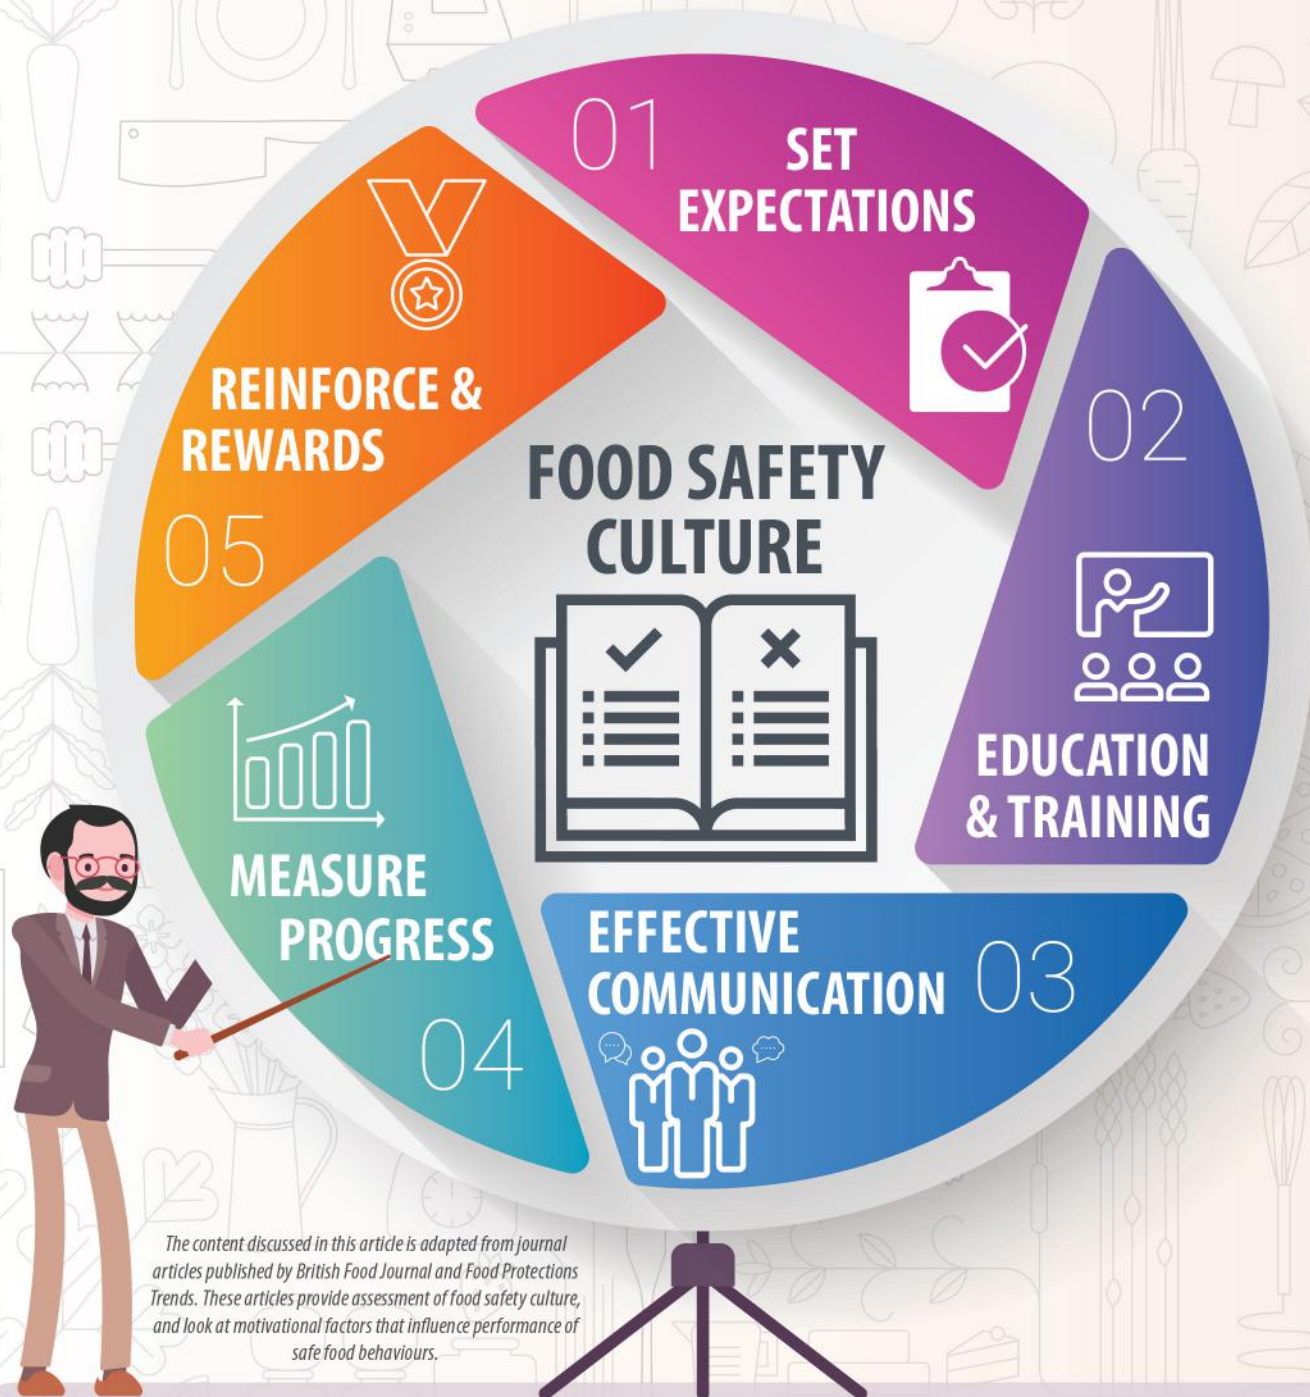 01
SET
EXPECTATIONS
02
EDUCATION
& TRAINING
EFFECTIVE
COMMUNICATION
03
MEASURE
PROGRESS
04
REINFORCE &
REWARDS
05
FOOD SAFETY
CULTURE
The content discussed in this article is adapted from journal
articles published by British Food Journal and Food Protections
Trends. These articles provide assessment of food safety culture,
and look at motivational factors that influence performance of
safe food behaviours.